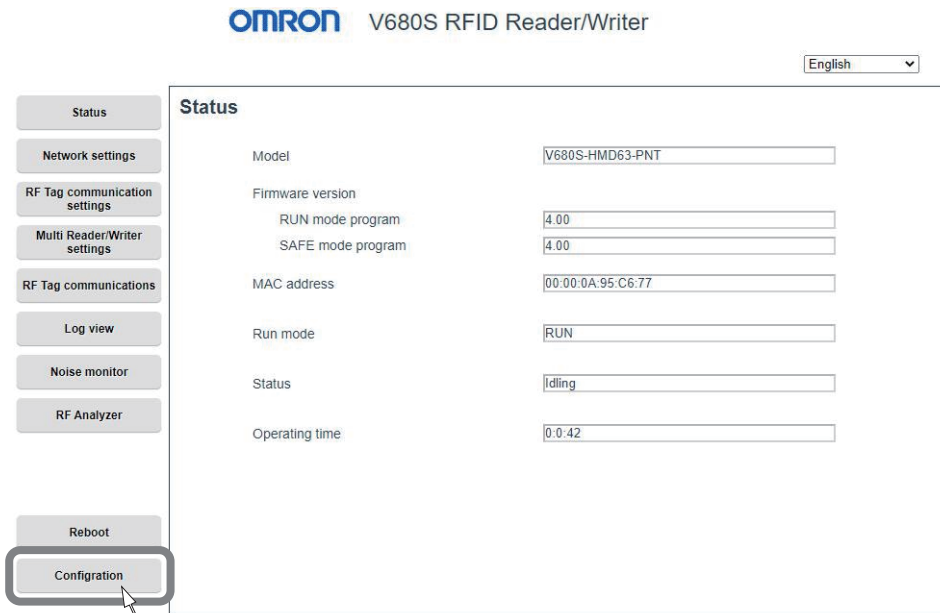 OMRON V680S RFID Reader/Writer
English
Status
Network settings
RF Tag communication
settings
Multi Reader/Writer
settings
RF Tag communications
Log view
Noise monitor
RF Analyzer
Reboot
Configration
Status
Model V680S-HMD63-PNT
Firmware version
RUN mode program 4.00
SAFE mode program 4.00
MAC address 00:00:0A:95:C6:77
Run mode RUN
Status Idling
Operating time 0:0:42